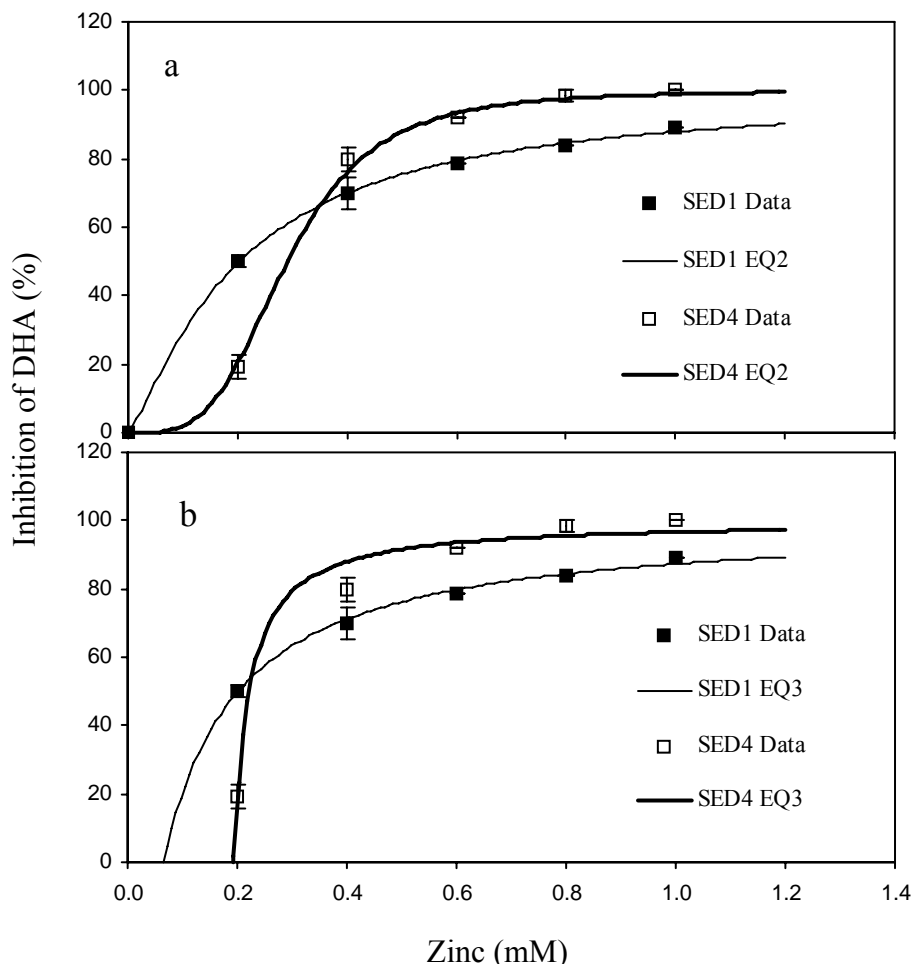 120
a
100
80
60
40
20
0
SED1 Data
SED1 EQ2
SED4 Data
SED4 EQ2
Inhibition of DHA (%)
120
b
100
80
60
40
20
0
SED1 Data
SED1 EQ3
SED4 Data
SED4 EQ3
0.0 0.2 0.4 0.6 0.8 1.0 1.2 1.4
Zinc (mM)